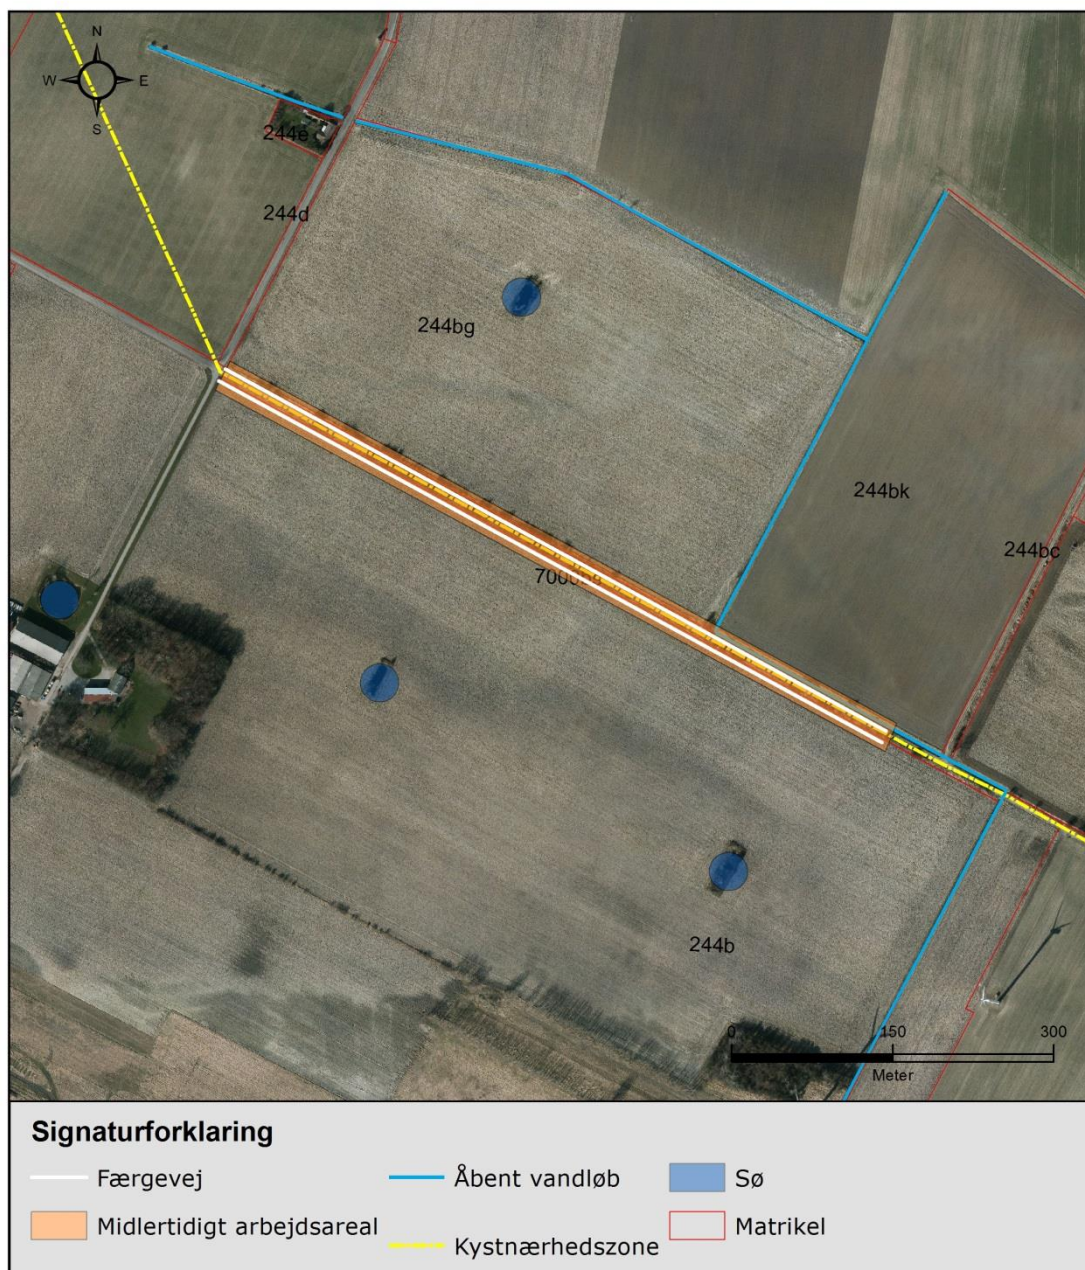 N
W E
S
244e
244d
244bg
244bk
244bc
244b
0 150 300
Meter
Signaturforklaring
Færgevej
Åbent vandløb
Sø
Midlertidigt arbejdsareal
Kystnærhedszone
Matrikel